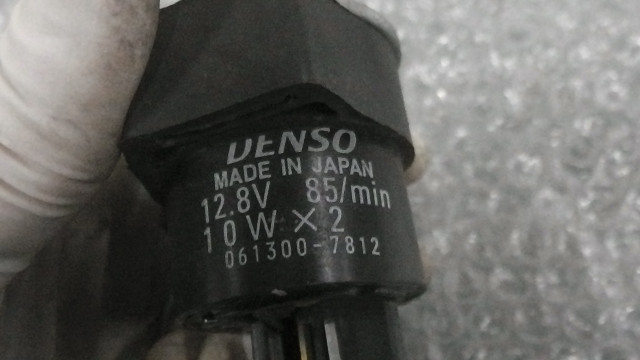 DENSO
MADE IN JAPAN
12.8V 85/min
10W×2
061300-7812